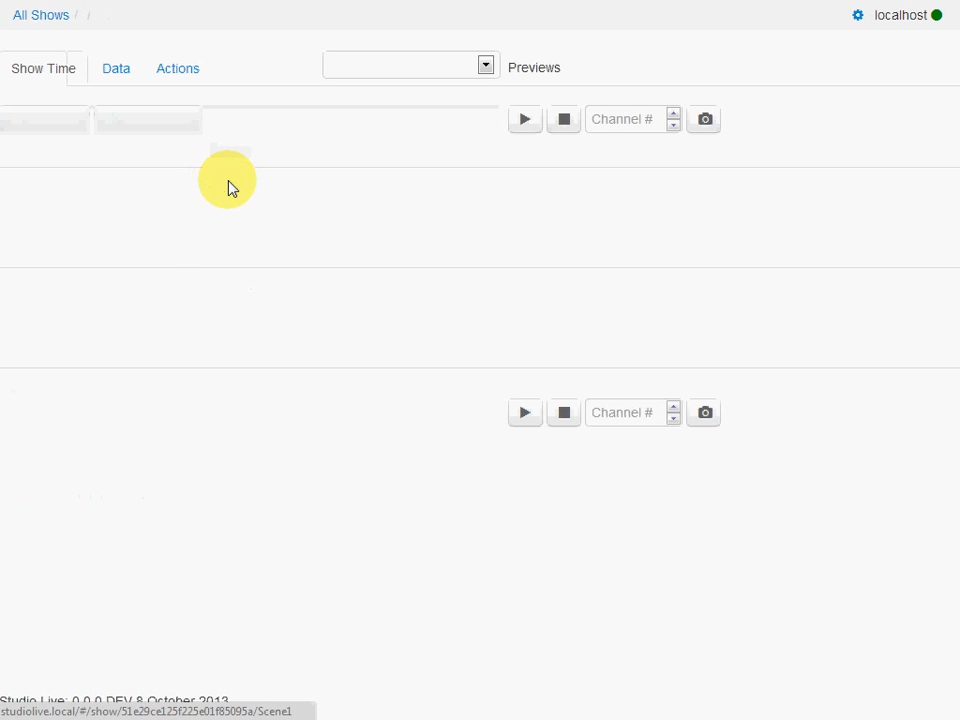 All Shows / /
localhost
Show Time Data Actions
Previews
Channel #
Channel #
Studio Live: 0.0.0 DEV 8 October 2013
studiolive.local/#/show/51e29ce125f225e01f85095a/Scene1